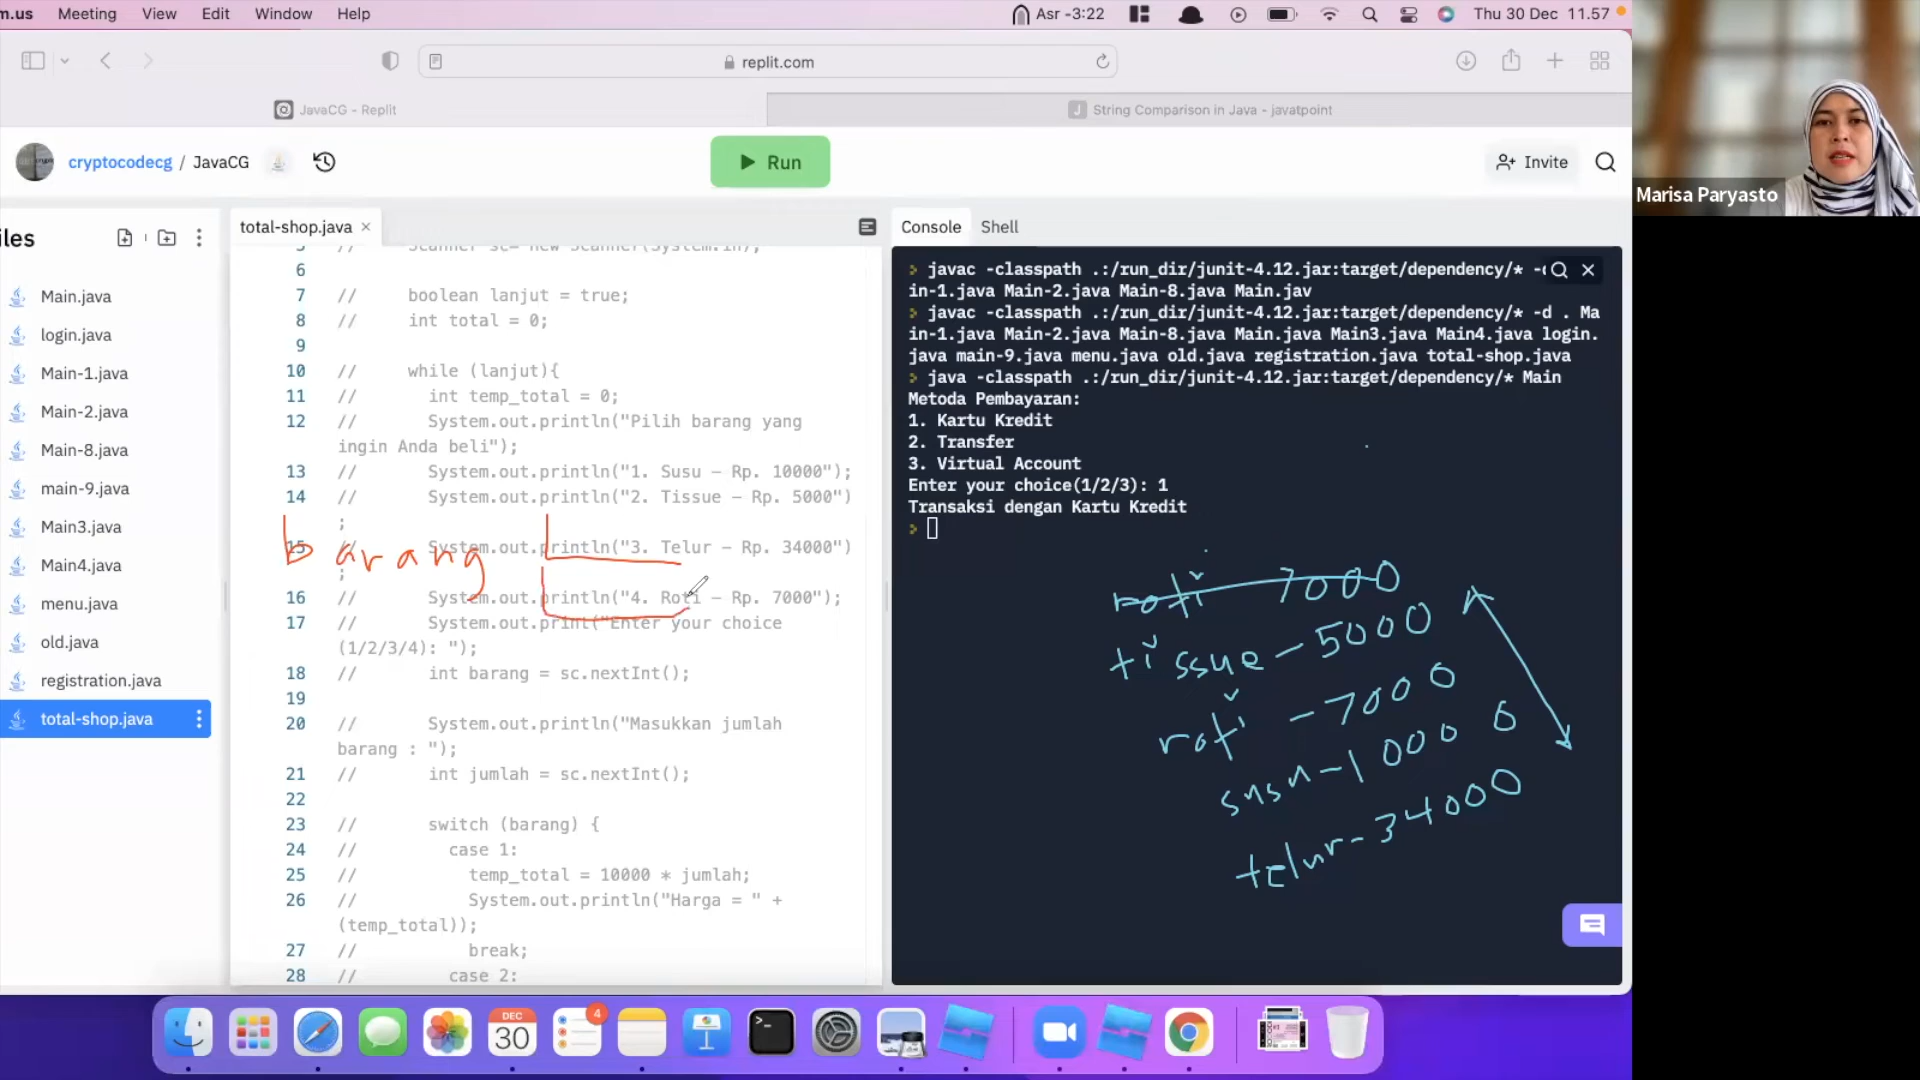 m.us Meeting View Edit Window Help Asr -3:22 Thu 30 Dec 11.57
replit.com
JavaCG - Replit String Comparison in Java - javatpoint
cryptocodecg / JavaCG Run Invite
Marisa Paryasto
iles
Main.java
login.java
Main-1.java
Main-2.java
Main-8.java
main-9.java
Main3.java
Main4.java
menu.java
old.java
registration.java
total-shop.java
total-shop.java ×
5 // Scanner sc= new Scanner(System.in);
6
7 // boolean lanjut = true;
8 // int total = 0;
9
10 // while (lanjut){
11 // int temp_total = 0;
12 // System.out.println("Pilih barang yang
ingin Anda beli");
13 // System.out.println("1. Susu – Rp. 10000");
14 // System.out.println("2. Tissue – Rp. 5000")
;
15 // System.out.println("3. Telur – Rp. 34000")
;
16 // System.out.println("4. Roti – Rp. 7000");
17 // System.out.print("Enter your choice
(1/2/3/4): ");
18 // int barang = sc.nextInt();
19
20 // System.out.println("Masukkan jumlah
barang : ");
21 // int jumlah = sc.nextInt();
22
23 // switch (barang) {
24 // case 1:
25 // temp_total = 10000 * jumlah;
26 // System.out.println("Harga = " +
(temp_total));
27 // break;
28 // case 2:
barang
Console Shell
> javac -classpath .:/run_dir/junit-4.12.jar:target/dependency/* -
in-1.java Main-2.java Main-8.java Main.jav
> javac -classpath .:/run_dir/junit-4.12.jar:target/dependency/* -d . Ma
in-1.java Main-2.java Main-8.java Main.java Main3.java Main4.java login.
java main-9.java menu.java old.java registration.java total-shop.java
> java -classpath .:/run_dir/junit-4.12.jar:target/dependency/* Main
Metoda Pembayaran:
1. Kartu Kredit
2. Transfer
3. Virtual Account
Enter your choice(1/2/3): 1
Transaksi dengan Kartu Kredit
>
roti 7000
tissue - 5000
roti - 7000
susu - 10000
telur - 34000
DEC
30
4